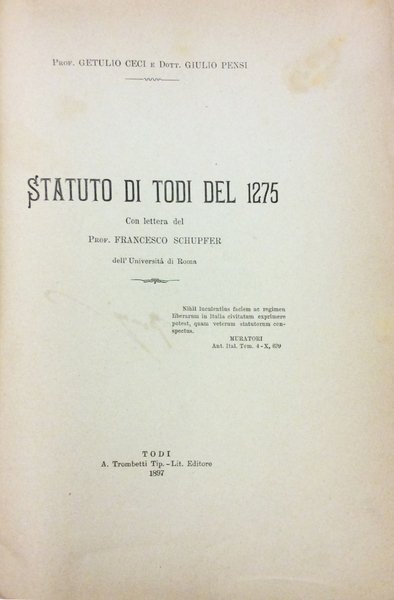 Prof. GETULIO CECI e Dott. GIULIO PENSI
STATUTO DI TODI DEL 1275
Con lettera del
Prof. FRANCESCO SCHUPFER
dell' Università di Roma
Nihil luculentius faciem ac regimen
liberarum in Italia civitatum exprimere
potest, quam veterum statutorum con-
spectus.
MURATORI
Ant. Ital. Tom. 4-X, 679
TODI
A. Trombetti Tip.-Lit. Editore
1897